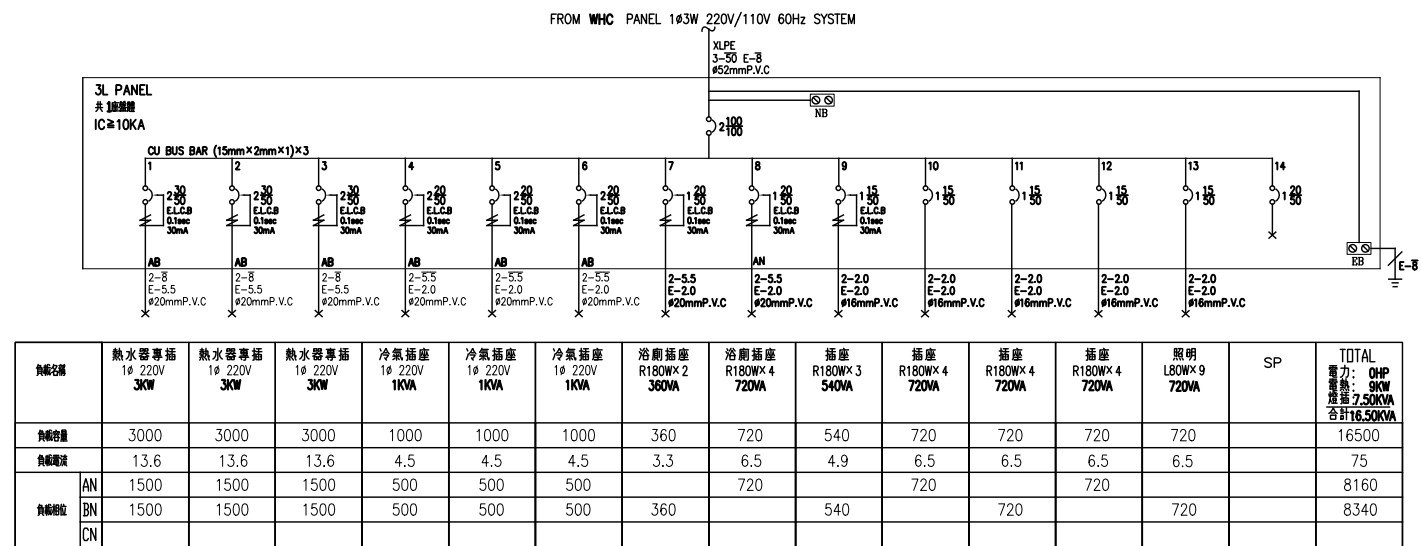 FROM WHC PANEL 1ø3W 220V/110V 60Hz SYSTEM
XLPE
3-50 E-8
ø52mmP.V.C
3L PANEL
共 1座盤體
IC≧10KA
NB
2 100
100
CU BUS BAR (15mm×2mm×1)×3
1 2 3 4 5 6 7 8 9 10 11 12 13 14
2 30 2 30 2 30 2 20 2 20 2 20 1 20 1 20 1 15 1 15 1 15 1 15 1 15 1 20
50 50 50 50 50 50 50 50 50 50 50 50 50 50
E.L.C.B E.L.C.B E.L.C.B E.L.C.B E.L.C.B E.L.C.B E.L.C.B E.L.C.B E.L.C.B
0.1sec 0.1sec 0.1sec 0.1sec 0.1sec 0.1sec 0.1sec 0.1sec 0.1sec
30mA 30mA 30mA 30mA 30mA 30mA 30mA 30mA 30mA
EB E-8
AB AB AB AB AB AB AN
2-8 2-8 2-8 2-5.5 2-5.5 2-5.5 2-5.5 2-5.5 2-2.0 2-2.0 2-2.0 2-2.0 2-2.0
E-5.5 E-5.5 E-5.5 E-2.0 E-2.0 E-2.0 E-2.0 E-2.0 E-2.0 E-2.0 E-2.0 E-2.0 E-2.0
ø20mmP.V.C ø20mmP.V.C ø20mmP.V.C ø20mmP.V.C ø20mmP.V.C ø20mmP.V.C ø20mmP.V.C ø20mmP.V.C ø16mmP.V.C ø16mmP.V.C ø16mmP.V.C ø16mmP.V.C ø16mmP.V.C
負載名稱 熱水器專插 熱水器專插 熱水器專插 冷氣插座 冷氣插座 冷氣插座 浴廁插座 浴廁插座 插座 插座 插座 插座 照明 SP TOTAL
1ø 220V 1ø 220V 1ø 220V 1ø 220V 1ø 220V 1ø 220V R180W×2 R180W×4 R180W×3 R180W×4 R180W×4 R180W×4 L80W×9 電力: 0HP
3KW 3KW 3KW 1KVA 1KVA 1KVA 360VA 720VA 540VA 720VA 720VA 720VA 720VA 電熱: 9KW
燈插:7.50KVA
合計16.50KVA
負載容量 3000 3000 3000 1000 1000 1000 360 720 540 720 720 720 720 16500
負載電流 13.6 13.6 13.6 4.5 4.5 4.5 3.3 6.5 4.9 6.5 6.5 6.5 6.5 75
負載相位 AN 1500 1500 1500 500 500 500 720 720 720 8160
BN 1500 1500 1500 500 500 500 360 540 720 720 8340
CN